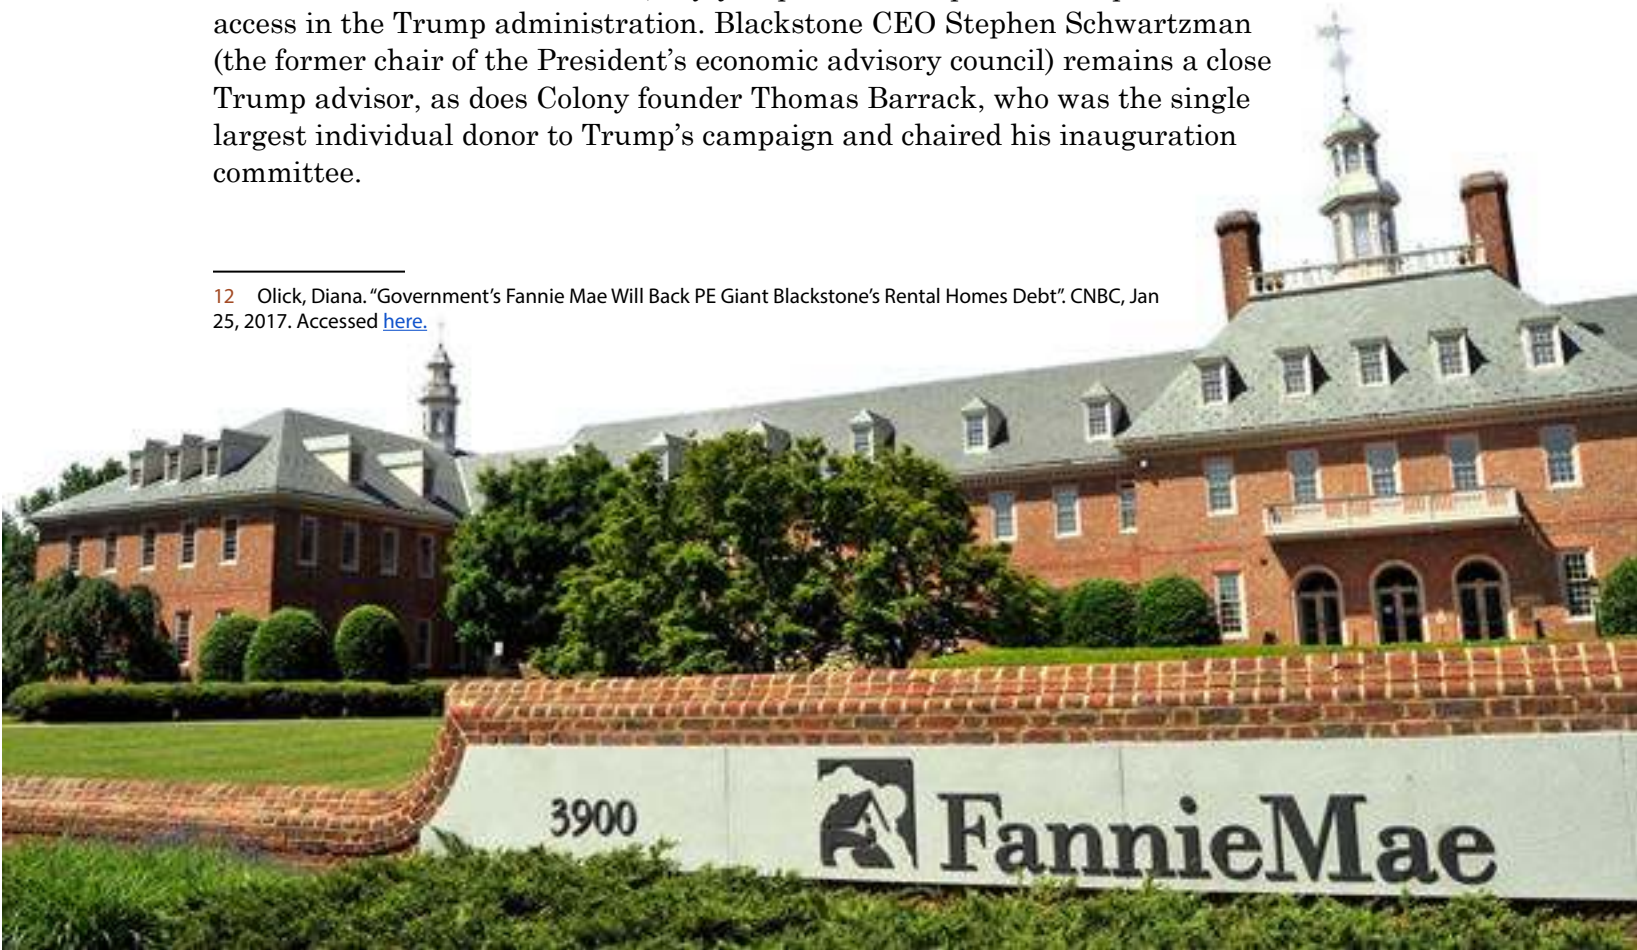 access in the Trump administration. Blackstone CEO Stephen Schwartzman
(the former chair of the President’s economic advisory council) remains a close
Trump advisor, as does Colony founder Thomas Barrack, who was the single
largest individual donor to Trump’s campaign and chaired his inauguration
committee.
12 Olick, Diana. “Government’s Fannie Mae Will Back PE Giant Blackstone’s Rental Homes Debt”. CNBC, Jan
25, 2017. Accessed here.
3900
FannieMae